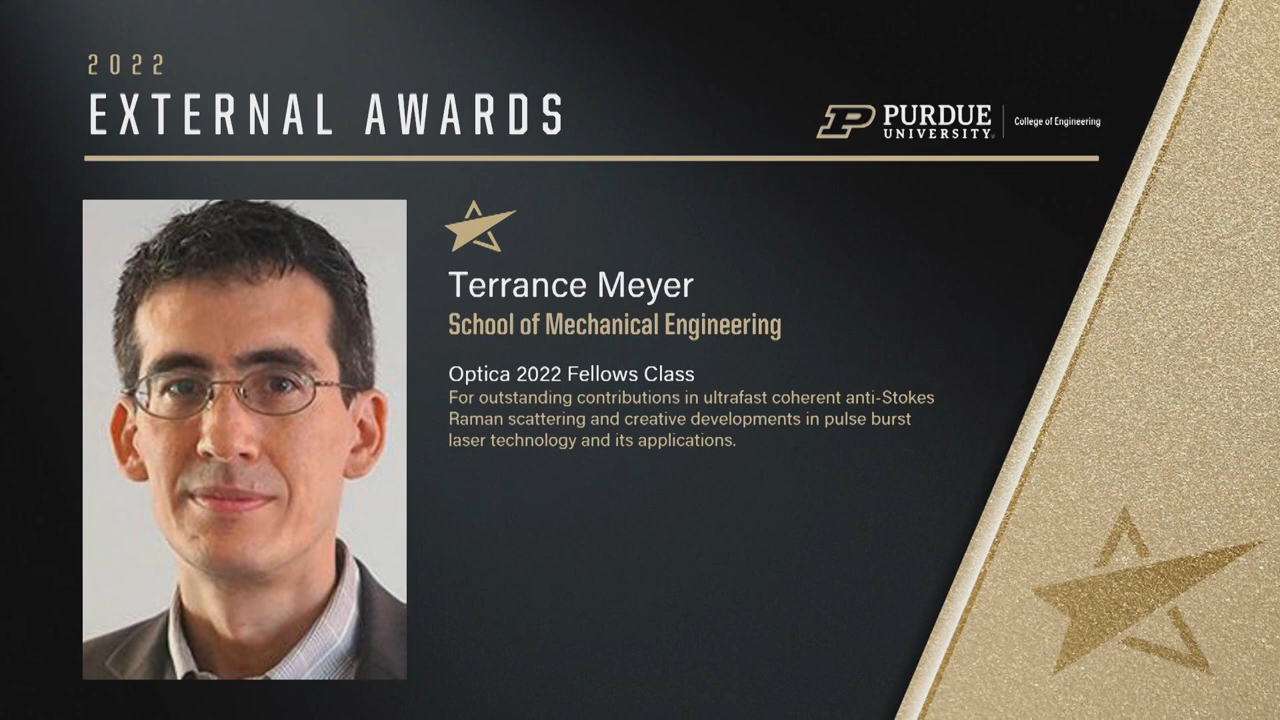 2022
EXTERNAL AWARDS
PURDUE
UNIVERSITY
College of Engineering
Terrance Meyer
School of Mechanical Engineering
Optica 2022 Fellows Class
For outstanding contributions in ultrafast coherent anti-Stokes
Raman scattering and creative developments in pulse burst
laser technology and its applications.